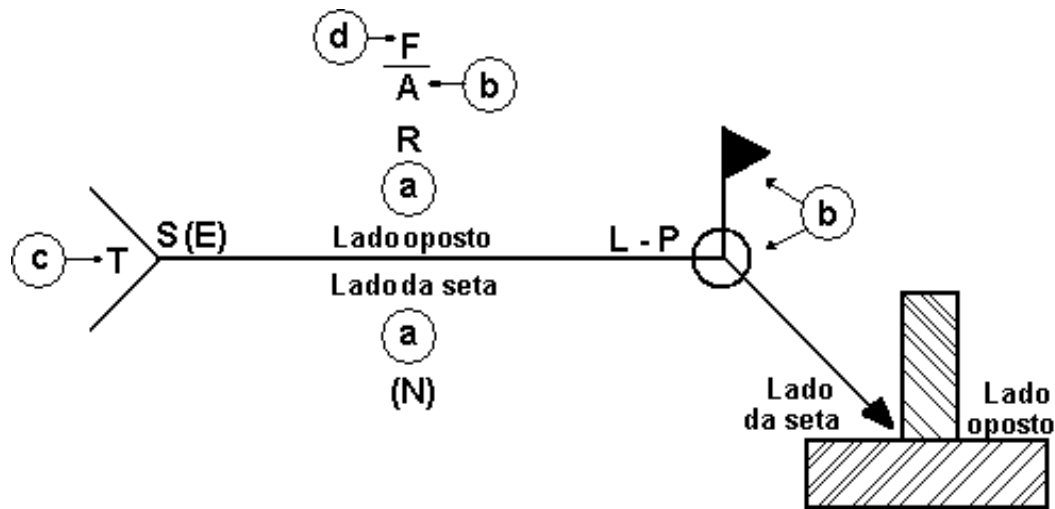 d F
A b
R
a
S (E) Lado oposto L - P b
c T
Lado da seta
a
(N)
Lado da seta
Lado oposto